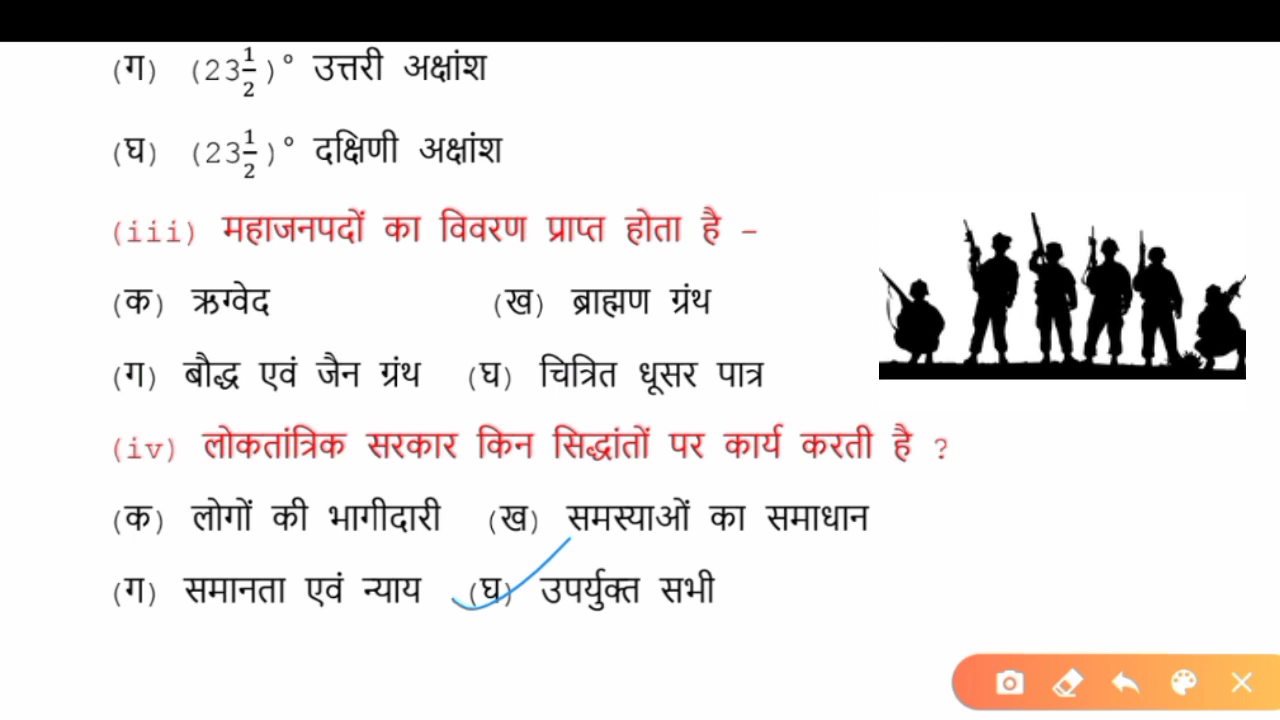 (ग) (23½)° उत्तरी अक्षांश
(घ) (23½)° दक्षिणी अक्षांश
(iii) महाजनपदों का विवरण प्राप्त होता है –
(क) ऋग्वेद (ख) ब्राह्मण ग्रंथ
(ग) बौद्ध एवं जैन ग्रंथ (घ) चित्रित धूसर पात्र
(iv) लोकतांत्रिक सरकार किन सिद्धांतों पर कार्य करती है ?
(क) लोगों की भागीदारी (ख) समस्याओं का समाधान
(ग) समानता एवं न्याय (घ) उपर्युक्त सभी